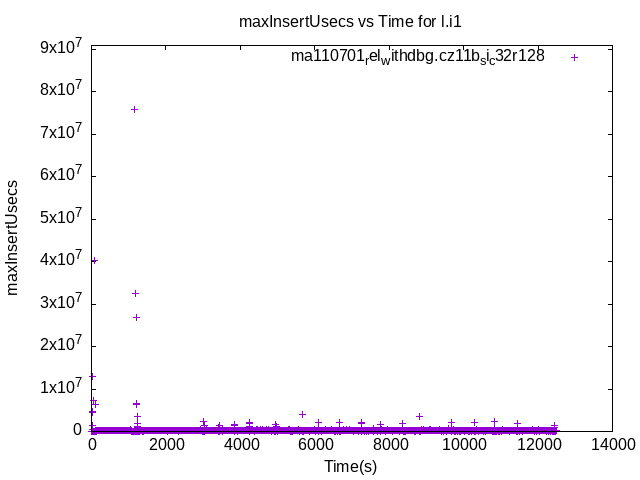 maxInsertUsecs vs Time for l.i1
ma110701_rel_withdbg.cz11b_sic_32r128
9x10^7
8x10^7
7x10^7
6x10^7
5x10^7
4x10^7
3x10^7
2x10^7
1x10^7
0
maxInsertUsecs
0 2000 4000 6000 8000 10000 12000 14000
Time(s)